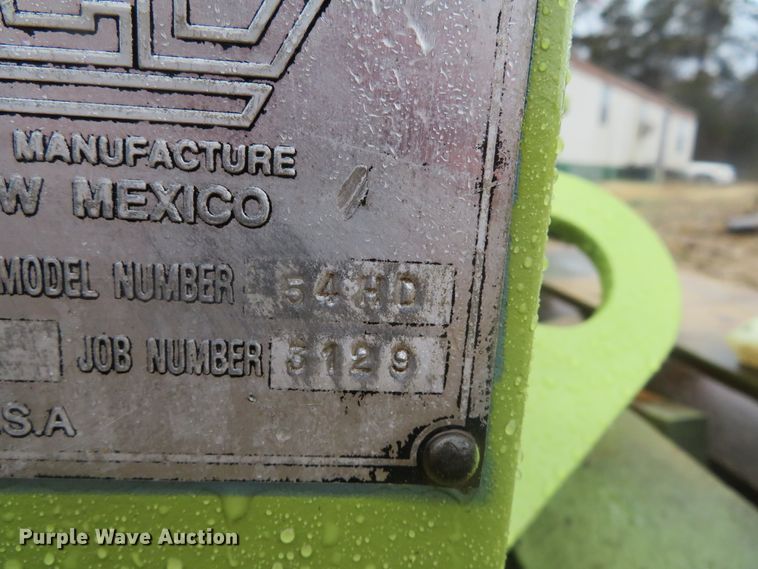 MANUFACTURE
W MEXICO
MODEL NUMBER 54HD
JOB NUMBER 5129
.S.A
Purple Wave Auction®